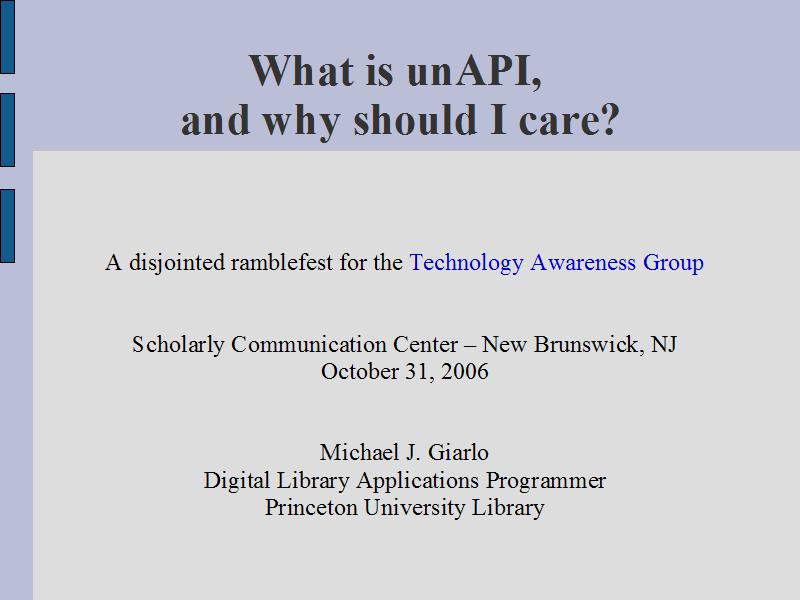 What is unAPI,
and why should I care?
A disjointed ramblefest for the Technology Awareness Group
Scholarly Communication Center – New Brunswick, NJ
October 31, 2006
Michael J. Giarlo
Digital Library Applications Programmer
Princeton University Library